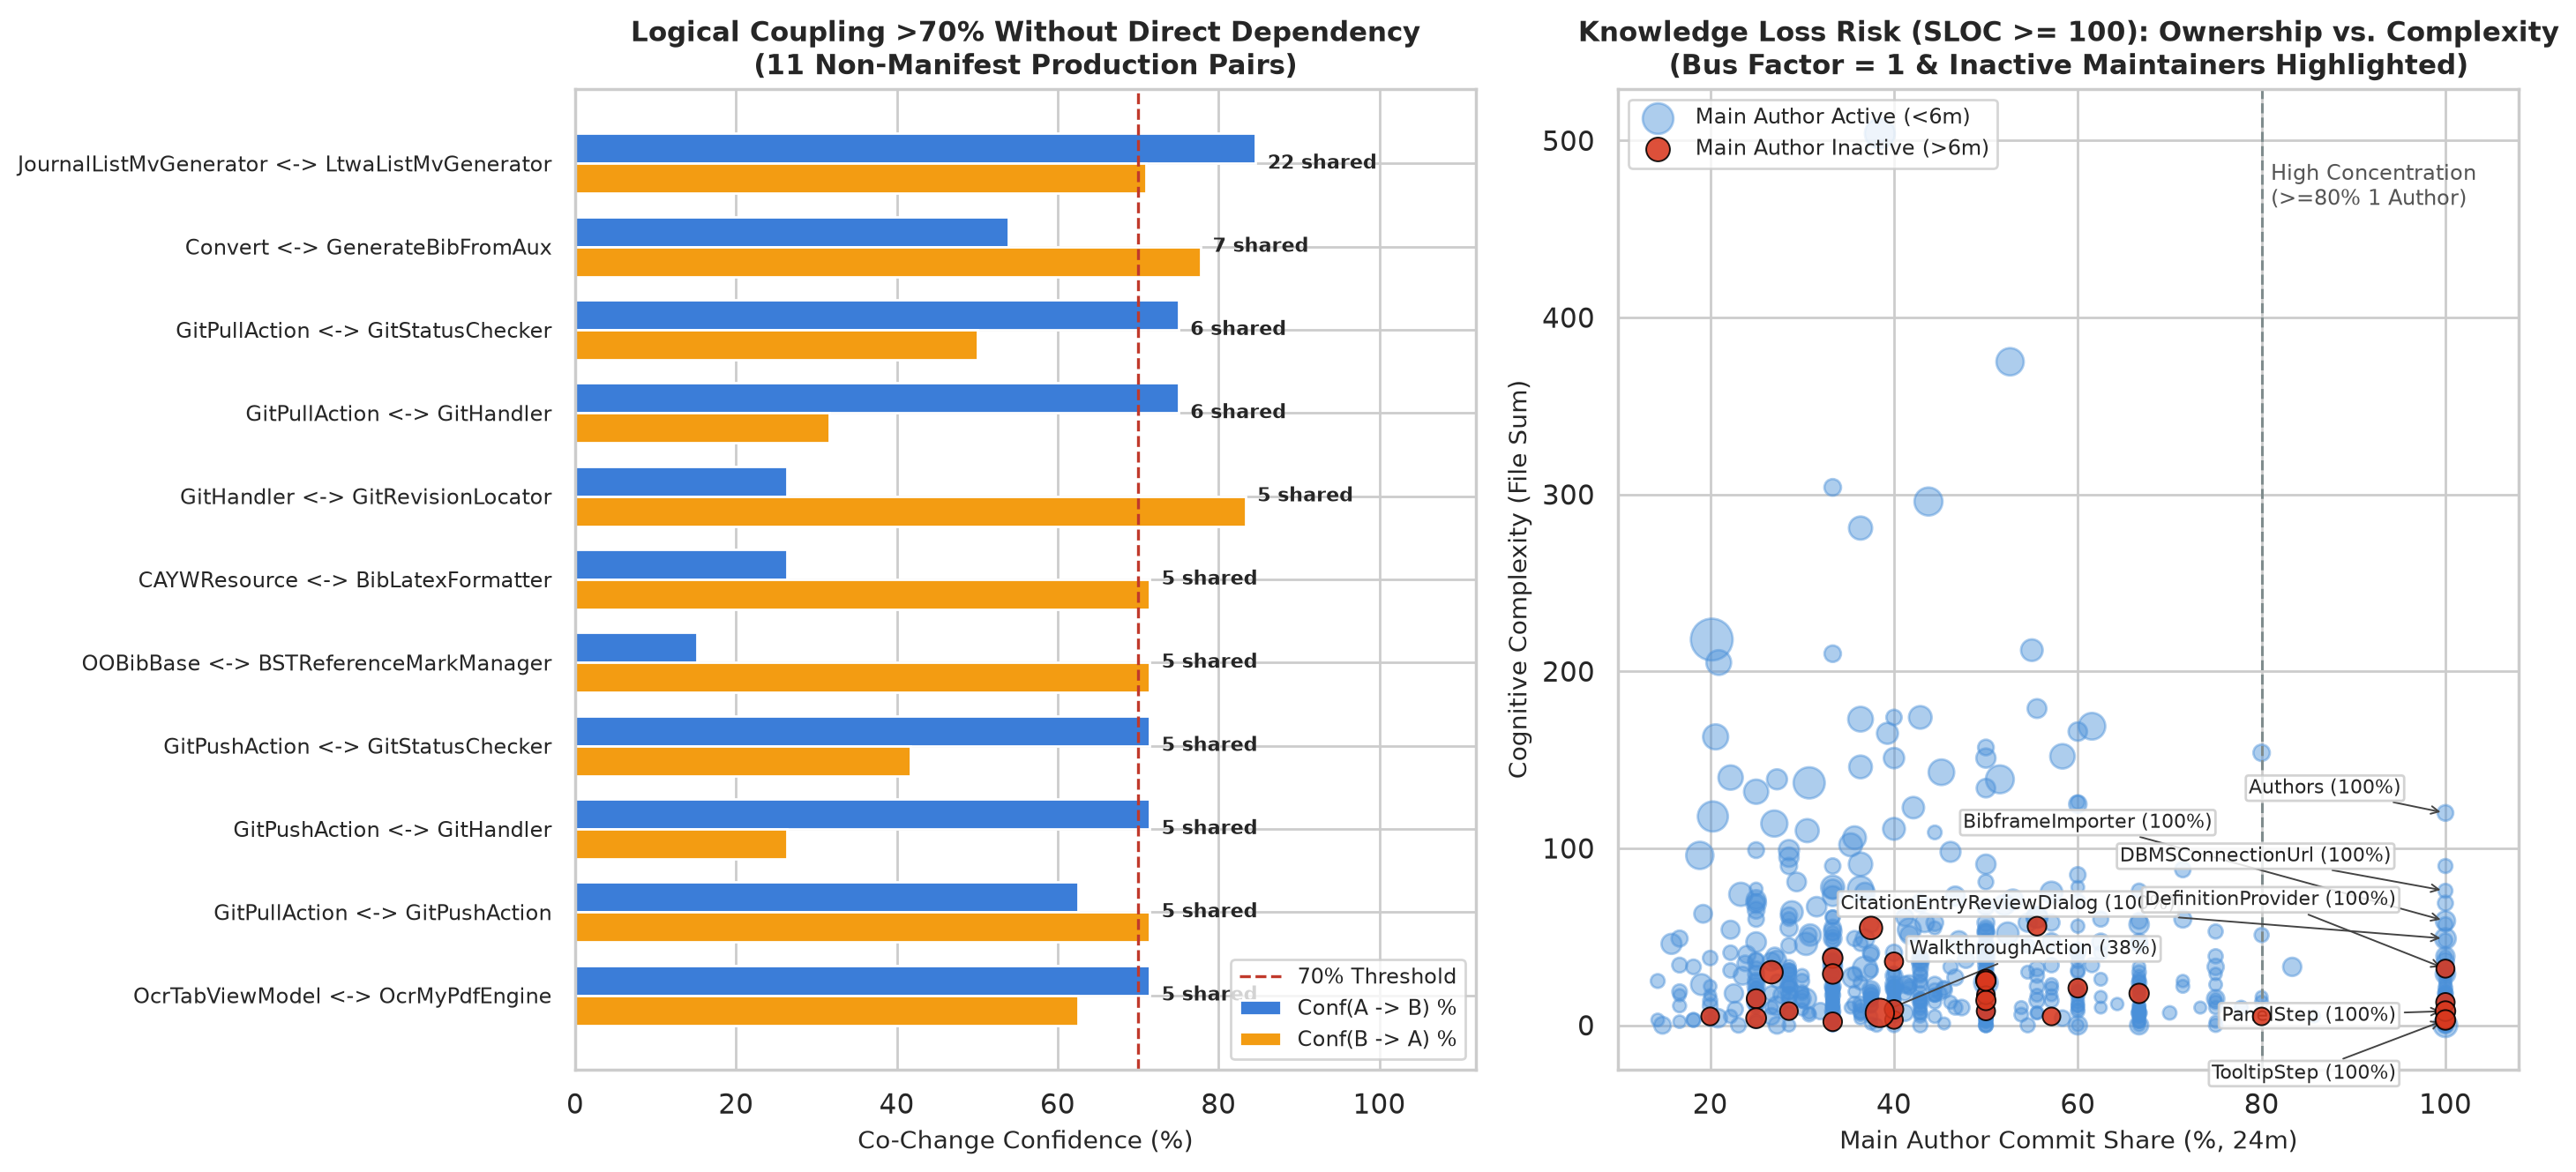 Logical Coupling >70% Without Direct Dependency
(11 Non-Manifest Production Pairs)
JournalListMvGenerator <-> LtwaListMvGenerator
22 shared
Convert <-> GenerateBibFromAux
7 shared
GitPullAction <-> GitStatusChecker
6 shared
GitPullAction <-> GitHandler
6 shared
GitHandler <-> GitRevisionLocator
5 shared
CAYWResource <-> BibLatexFormatter
5 shared
OOBibBase <-> BSTReferenceMarkManager
5 shared
GitPushAction <-> GitStatusChecker
5 shared
GitPushAction <-> GitHandler
5 shared
GitPullAction <-> GitPushAction
5 shared
OcrTabViewModel <-> OcrMyPdfEngine
5 shared
70% Threshold
Conf(A -> B) %
Conf(B -> A) %
0 20 40 60 80 100
Co-Change Confidence (%)
Knowledge Loss Risk (SLOC >= 100): Ownership vs. Complexity
(Bus Factor = 1 & Inactive Maintainers Highlighted)
Main Author Active (<6m)
Main Author Inactive (>6m)
High Concentration
(>=80% 1 Author)
Cognitive Complexity (File Sum)
500
400
300
200
100
0
Authors (100%)
BibframeImporter (100%)
DBMSConnectionUrl (100%)
DefinitionProvider (100%)
CitationEntryReviewDialog (100
WalkthroughAction (38%)
PanelStep (100%)
TooltipStep (100%)
20 40 60 80 100
Main Author Commit Share (%, 24m)